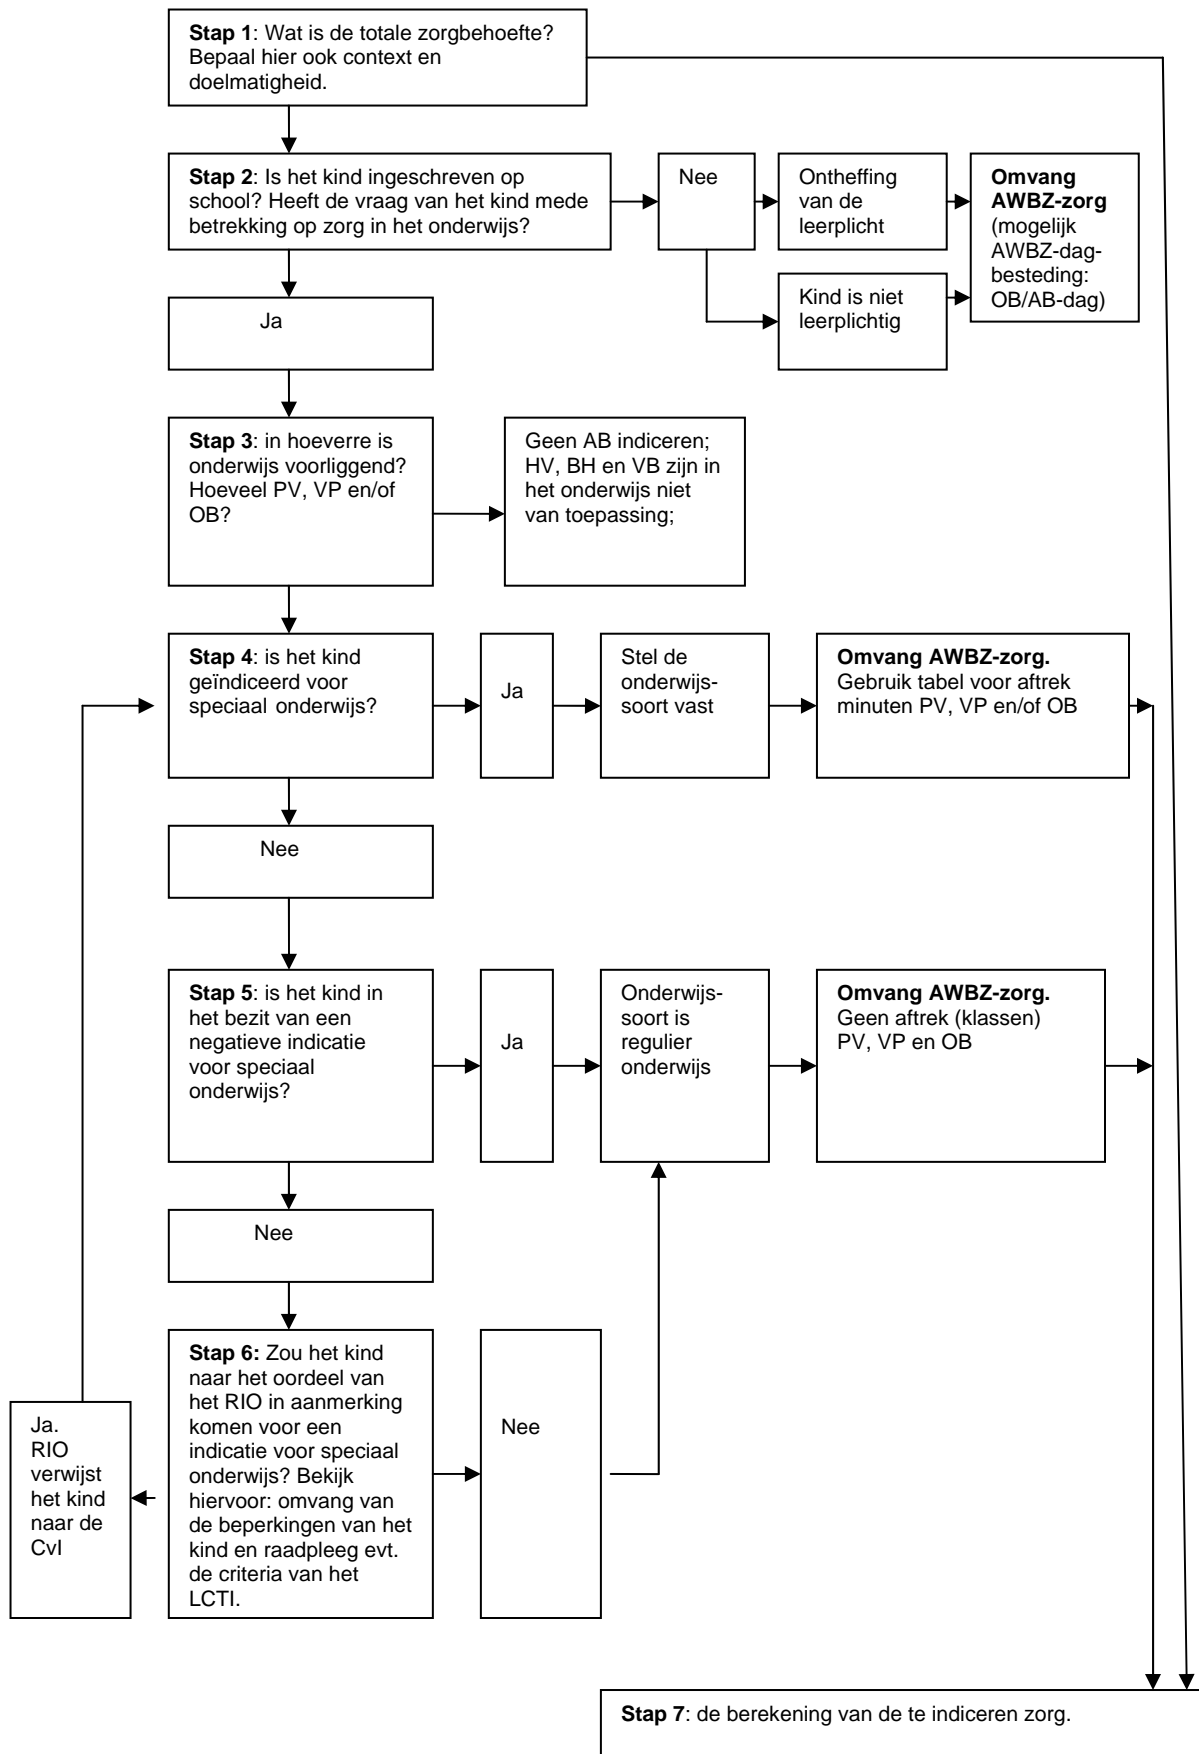 Stap 1: Wat is de totale zorgbehoefte?
Bepaal hier ook context en
doelmatigheid.
Stap 2: Is het kind ingeschreven op
school? Heeft de vraag van het kind mede
betrekking op zorg in het onderwijs?
Nee
Ontheffing
van de
leerplicht
Omvang
AWBZ-zorg
(mogelijk
AWBZ-dag-
besteding:
OB/AB-dag)
Kind is niet
leerplichtig
Ja
Stap 3: in hoeverre is
onderwijs voorliggend?
Hoeveel PV, VP en/of
OB?
Geen AB indiceren;
HV, BH en VB zijn in
het onderwijs niet
van toepassing;
Stap 4: is het kind
geïndiceerd voor
speciaal onderwijs?
Ja
Stel de
onderwijs-
soort vast
Omvang AWBZ-zorg.
Gebruik tabel voor aftrek
minuten PV, VP en/of OB
Nee
Stap 5: is het kind in
het bezit van een
negatieve indicatie
voor speciaal
onderwijs?
Ja
Onderwijs-
soort is
regulier
onderwijs
Omvang AWBZ-zorg.
Geen aftrek (klassen)
PV, VP en OB
Nee
Stap 6: Zou het kind
naar het oordeel van
het RIO in aanmerking
komen voor een
indicatie voor speciaal
onderwijs? Bekijk
hiervoor: omvang van
de beperkingen van het
kind en raadpleeg evt.
de criteria van het
LCTI.
Nee
Ja.
RIO
verwijst
het kind
naar de
CvI
Stap 7: de berekening van de te indiceren zorg.